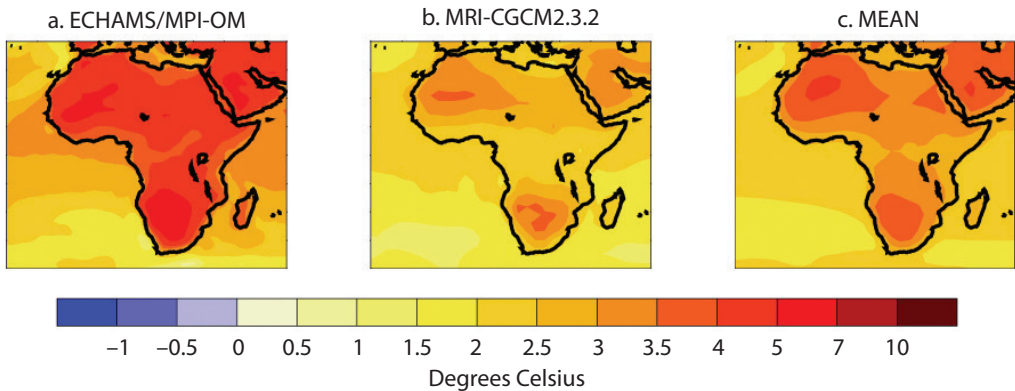 a. ECHAMS/MPI-OM
b. MRI-CGCM2.3.2
c. MEAN
–1 –0.5 0 0.5 1 1.5 2 2.5 3 3.5 4 5 7 10
Degrees Celsius